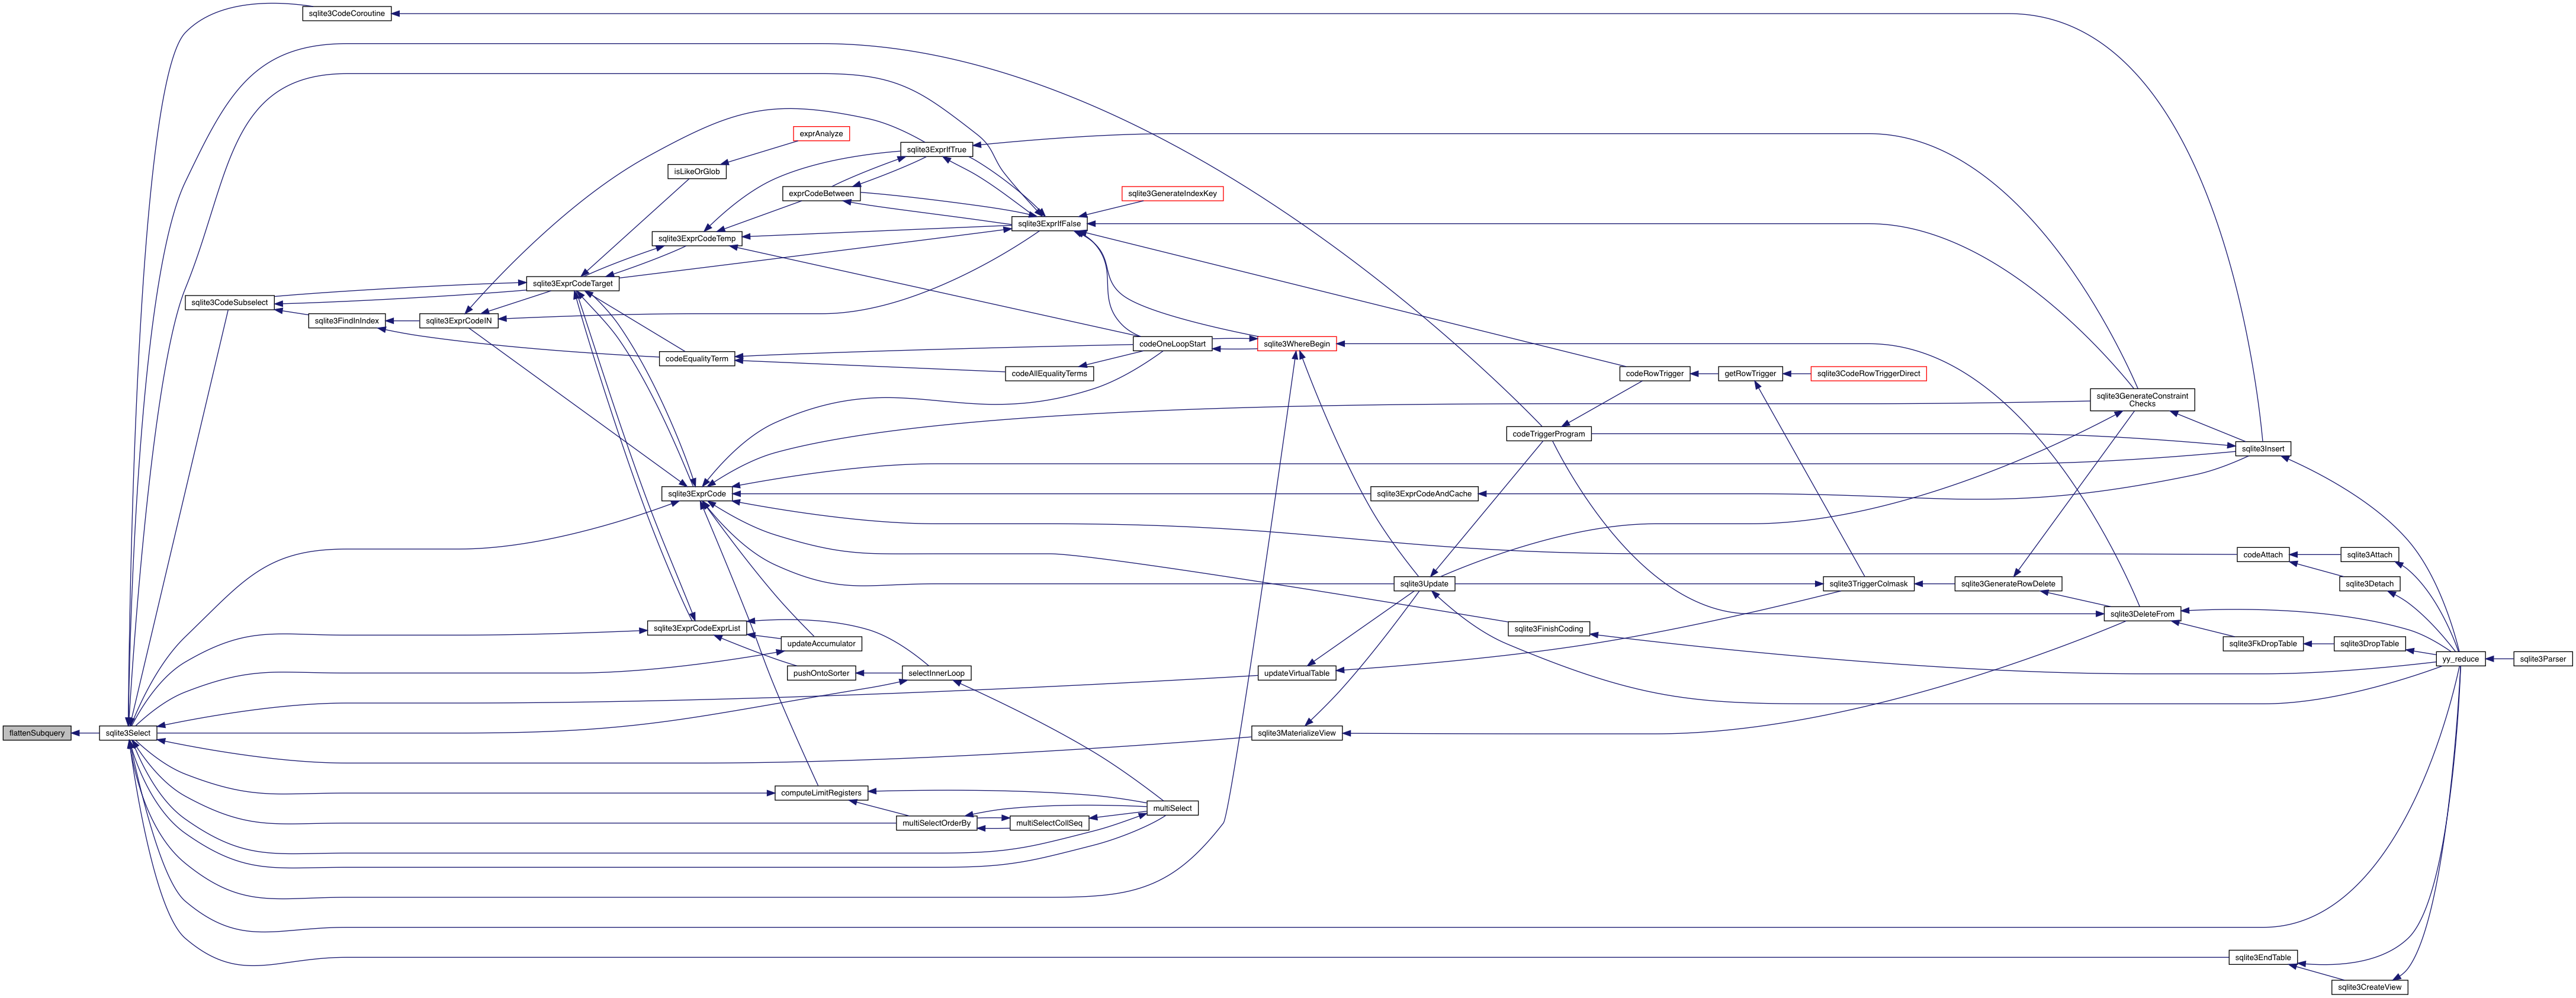 sqlite3CodeCoroutine
exprAnalyze
sqlite3ExprIfTrue
isLikeOrGlob
exprCodeBetween
sqlite3GenerateIndexKey
sqlite3ExprIfFalse
sqlite3ExprCodeTemp
sqlite3ExprCodeTarget
sqlite3CodeSubselect
sqlite3FindInIndex
sqlite3ExprCodeIN
codeOneLoopStart
sqlite3WhereBegin
codeEqualityTerm
codeAllEqualityTerms
codeRowTrigger
getRowTrigger
sqlite3CodeRowTriggerDirect
sqlite3GenerateConstraint
Checks
codeTriggerProgram
sqlite3Insert
sqlite3ExprCode
sqlite3ExprCodeAndCache
codeAttach
sqlite3Attach
sqlite3Update
sqlite3TriggerColmask
sqlite3GenerateRowDelete
sqlite3Detach
sqlite3DeleteFrom
sqlite3ExprCodeExprList
sqlite3FinishCoding
updateAccumulator
sqlite3FkDropTable
sqlite3DropTable
yy_reduce
sqlite3Parser
pushOntoSorter
selectInnerLoop
updateVirtualTable
flattenSubquery
sqlite3Select
sqlite3MaterializeView
computeLimitRegisters
multiSelect
multiSelectOrderBy
multiSelectCollSeq
sqlite3EndTable
sqlite3CreateView